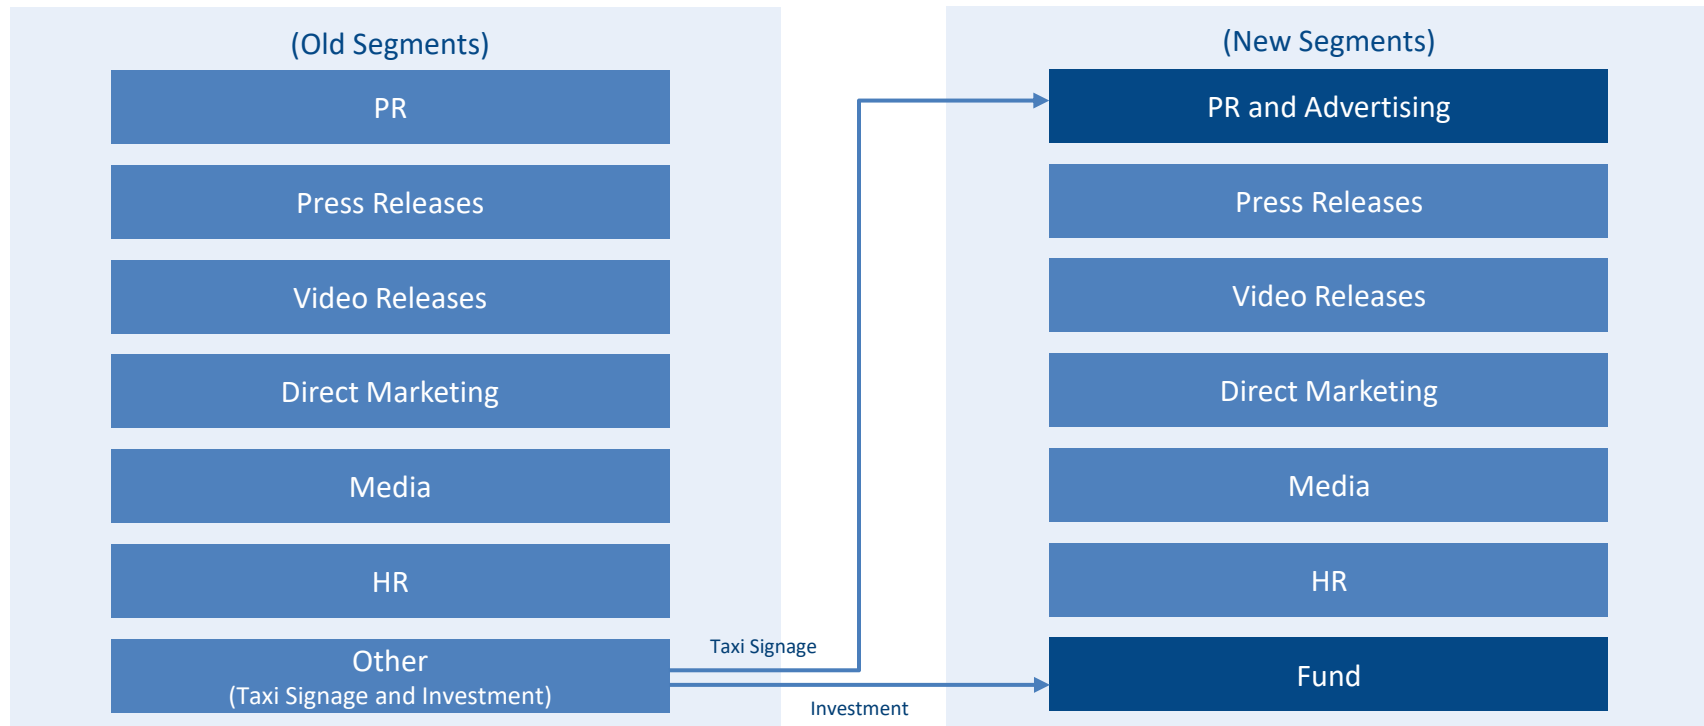 (Old Segments)
PR
Press Releases
Video Releases
Direct Marketing
Media
HR
Other
(Taxi Signage and Investment)
Taxi Signage
Investment
(New Segments)
PR and Advertising
Press Releases
Video Releases
Direct Marketing
Media
HR
Fund